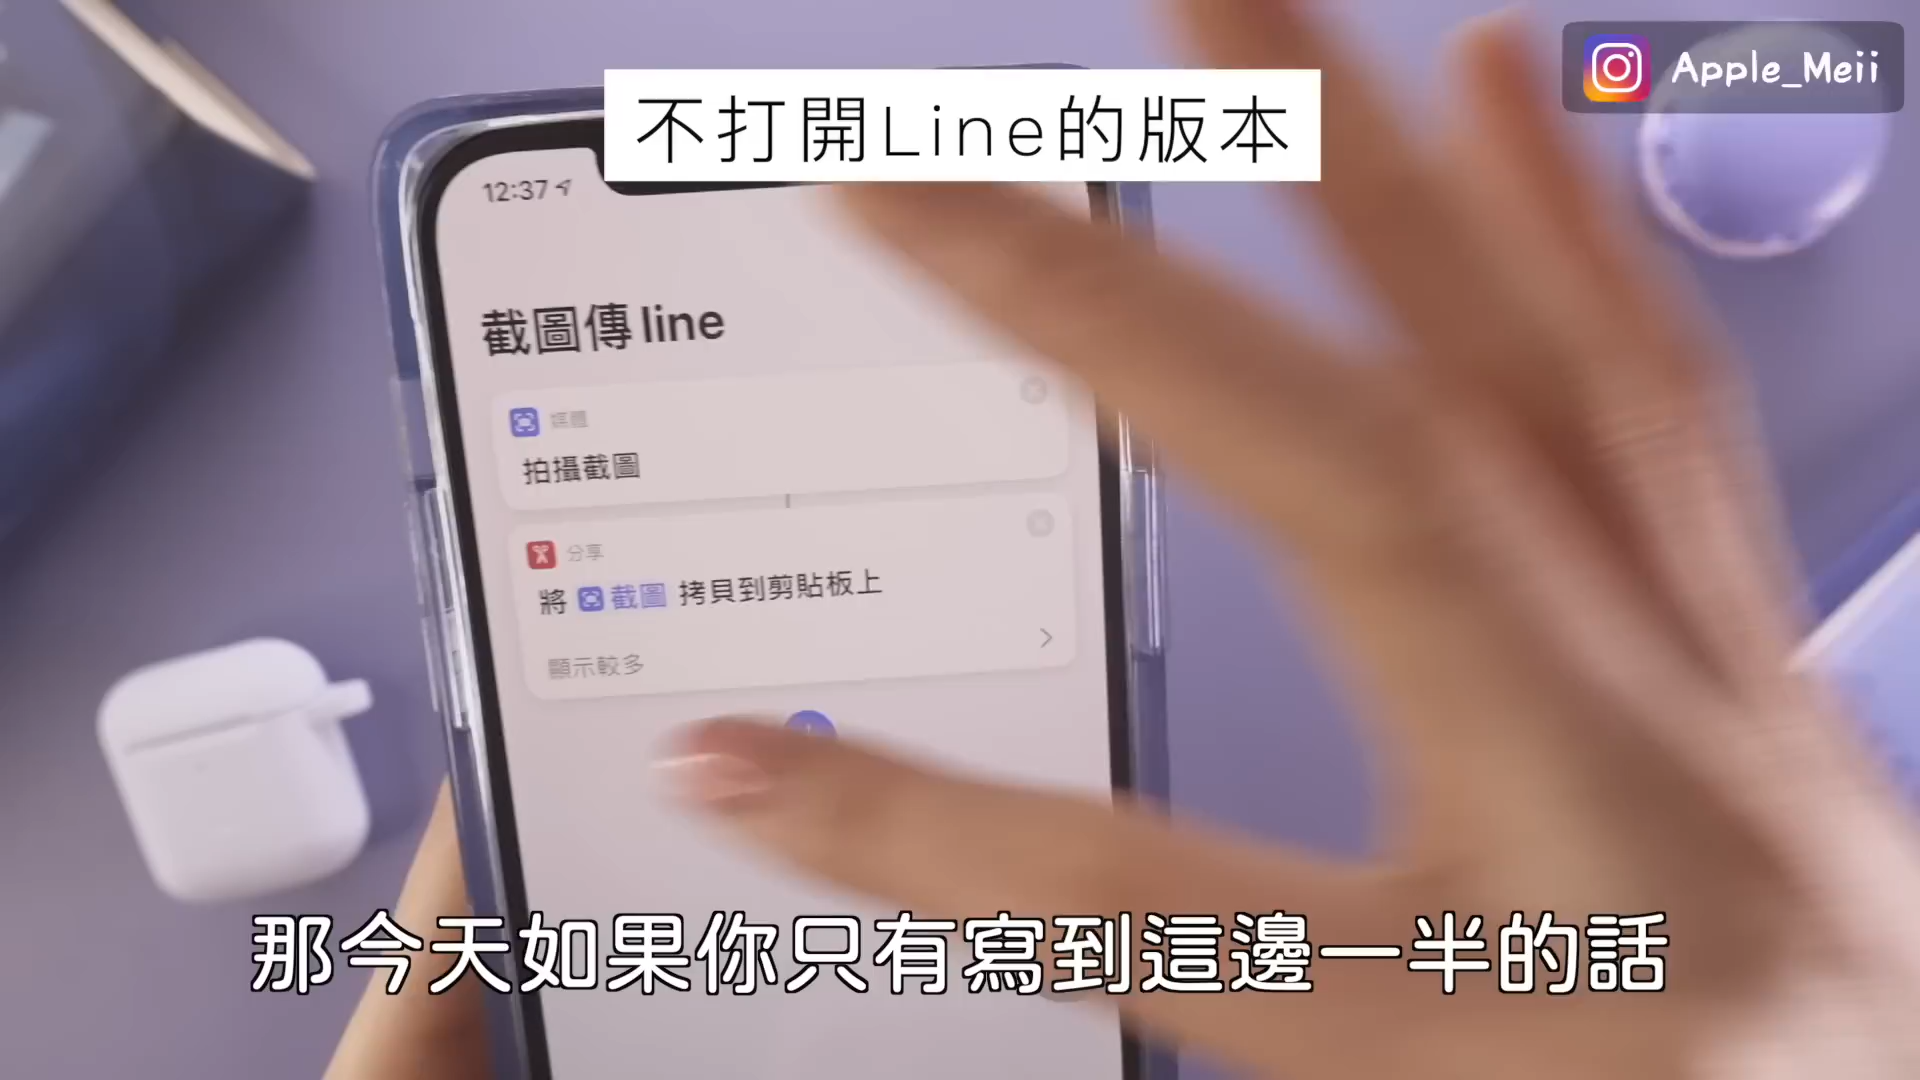 Apple_Meii
不打開Line的版本
12:37
截圖傳line
媒體
拍攝截圖
分享
將 截圖 拷貝到剪貼板上
顯示較多
那今天如果你只有寫到這邊一半的話